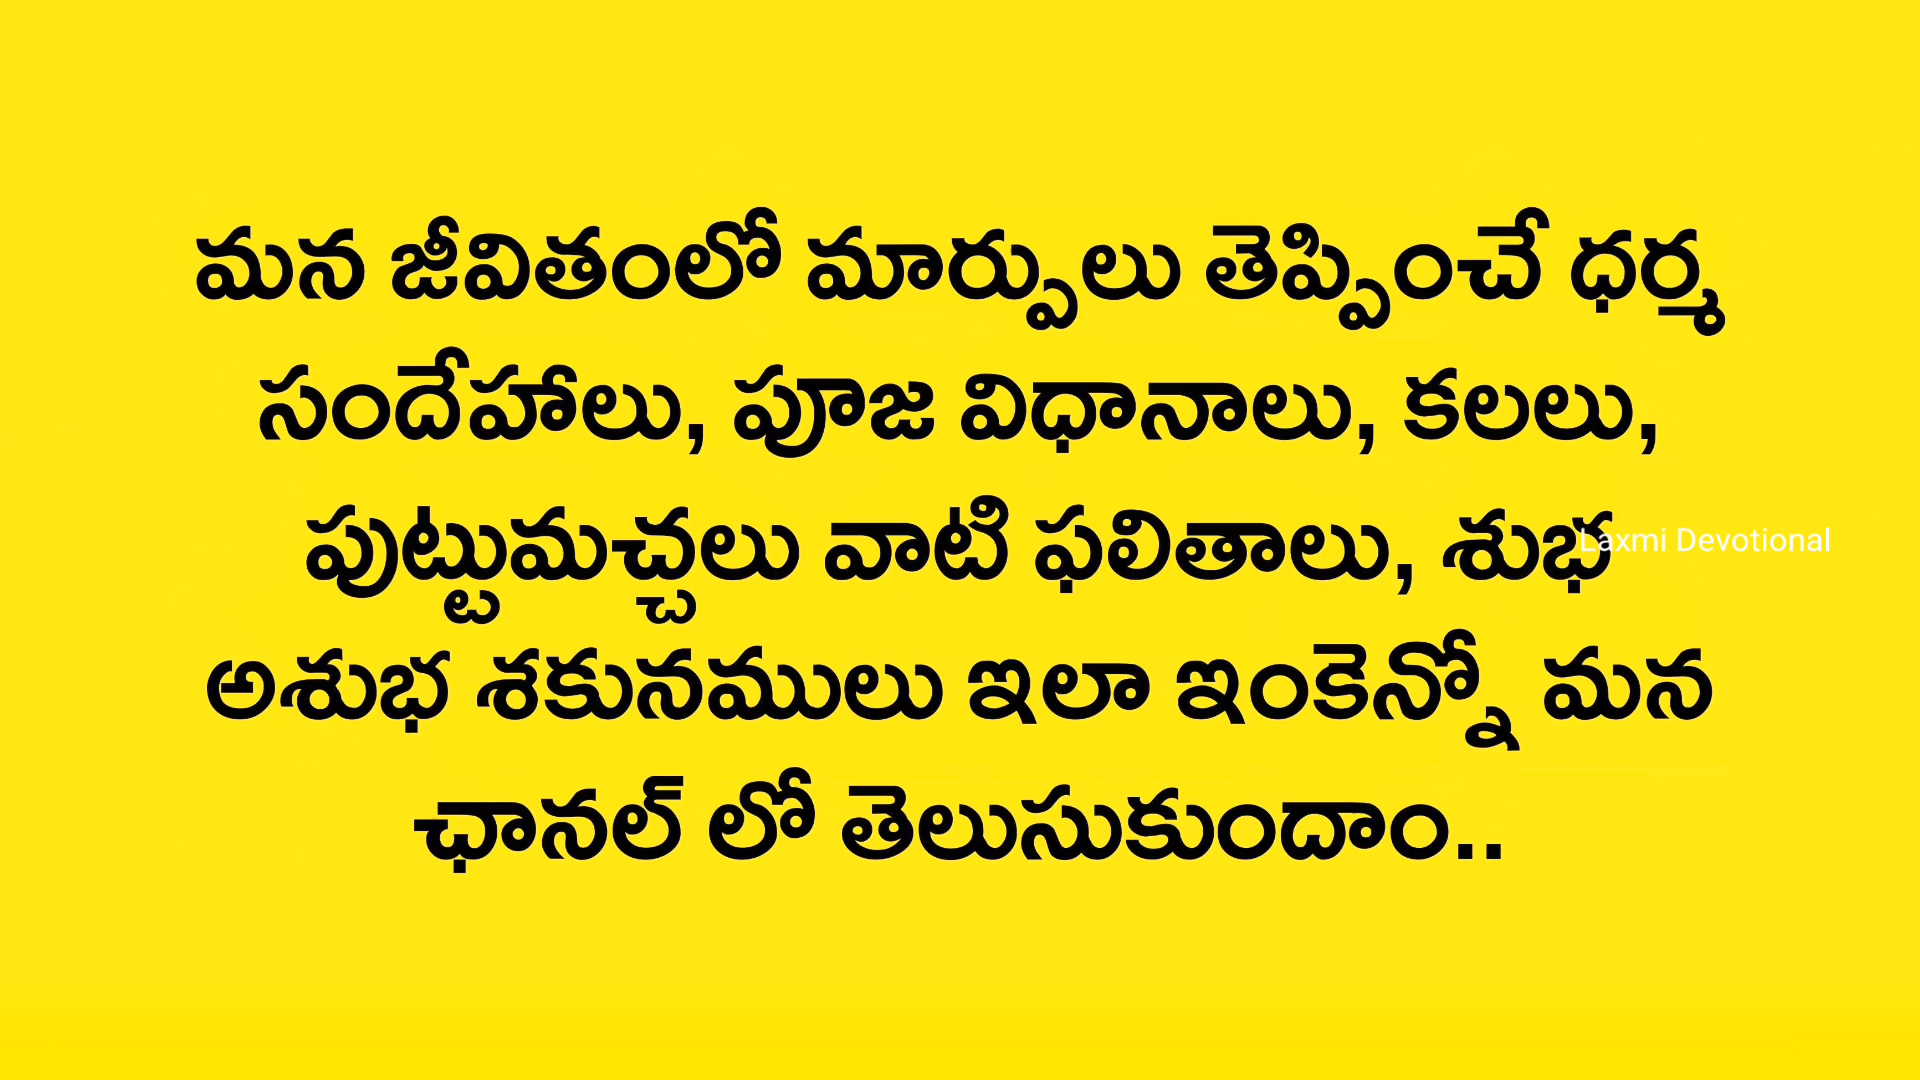 మన జీవితంలో మార్పులు తెప్పించే ధర్మ
సందేహాలు, పూజ విధానాలు, కలలు,
పుట్టుమచ్చలు వాటి ఫలితాలు, శుభ
Laxmi Devotional
అశుభ శకునములు ఇలా ఇంకెన్నో మన
ఛానల్ లో తెలుసుకుందాం..